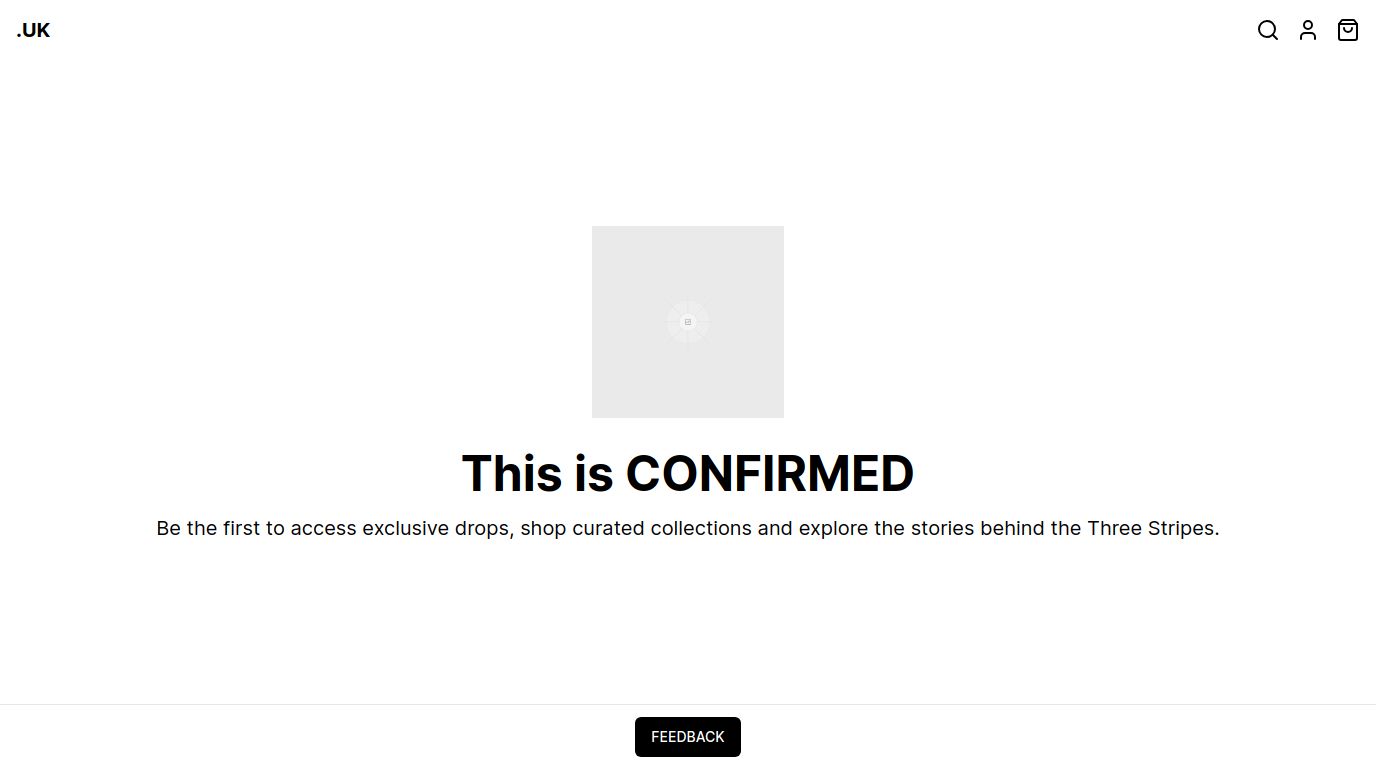 .UK
This is CONFIRMED
Be the first to access exclusive drops, shop curated collections and explore the stories behind the Three Stripes.
FEEDBACK